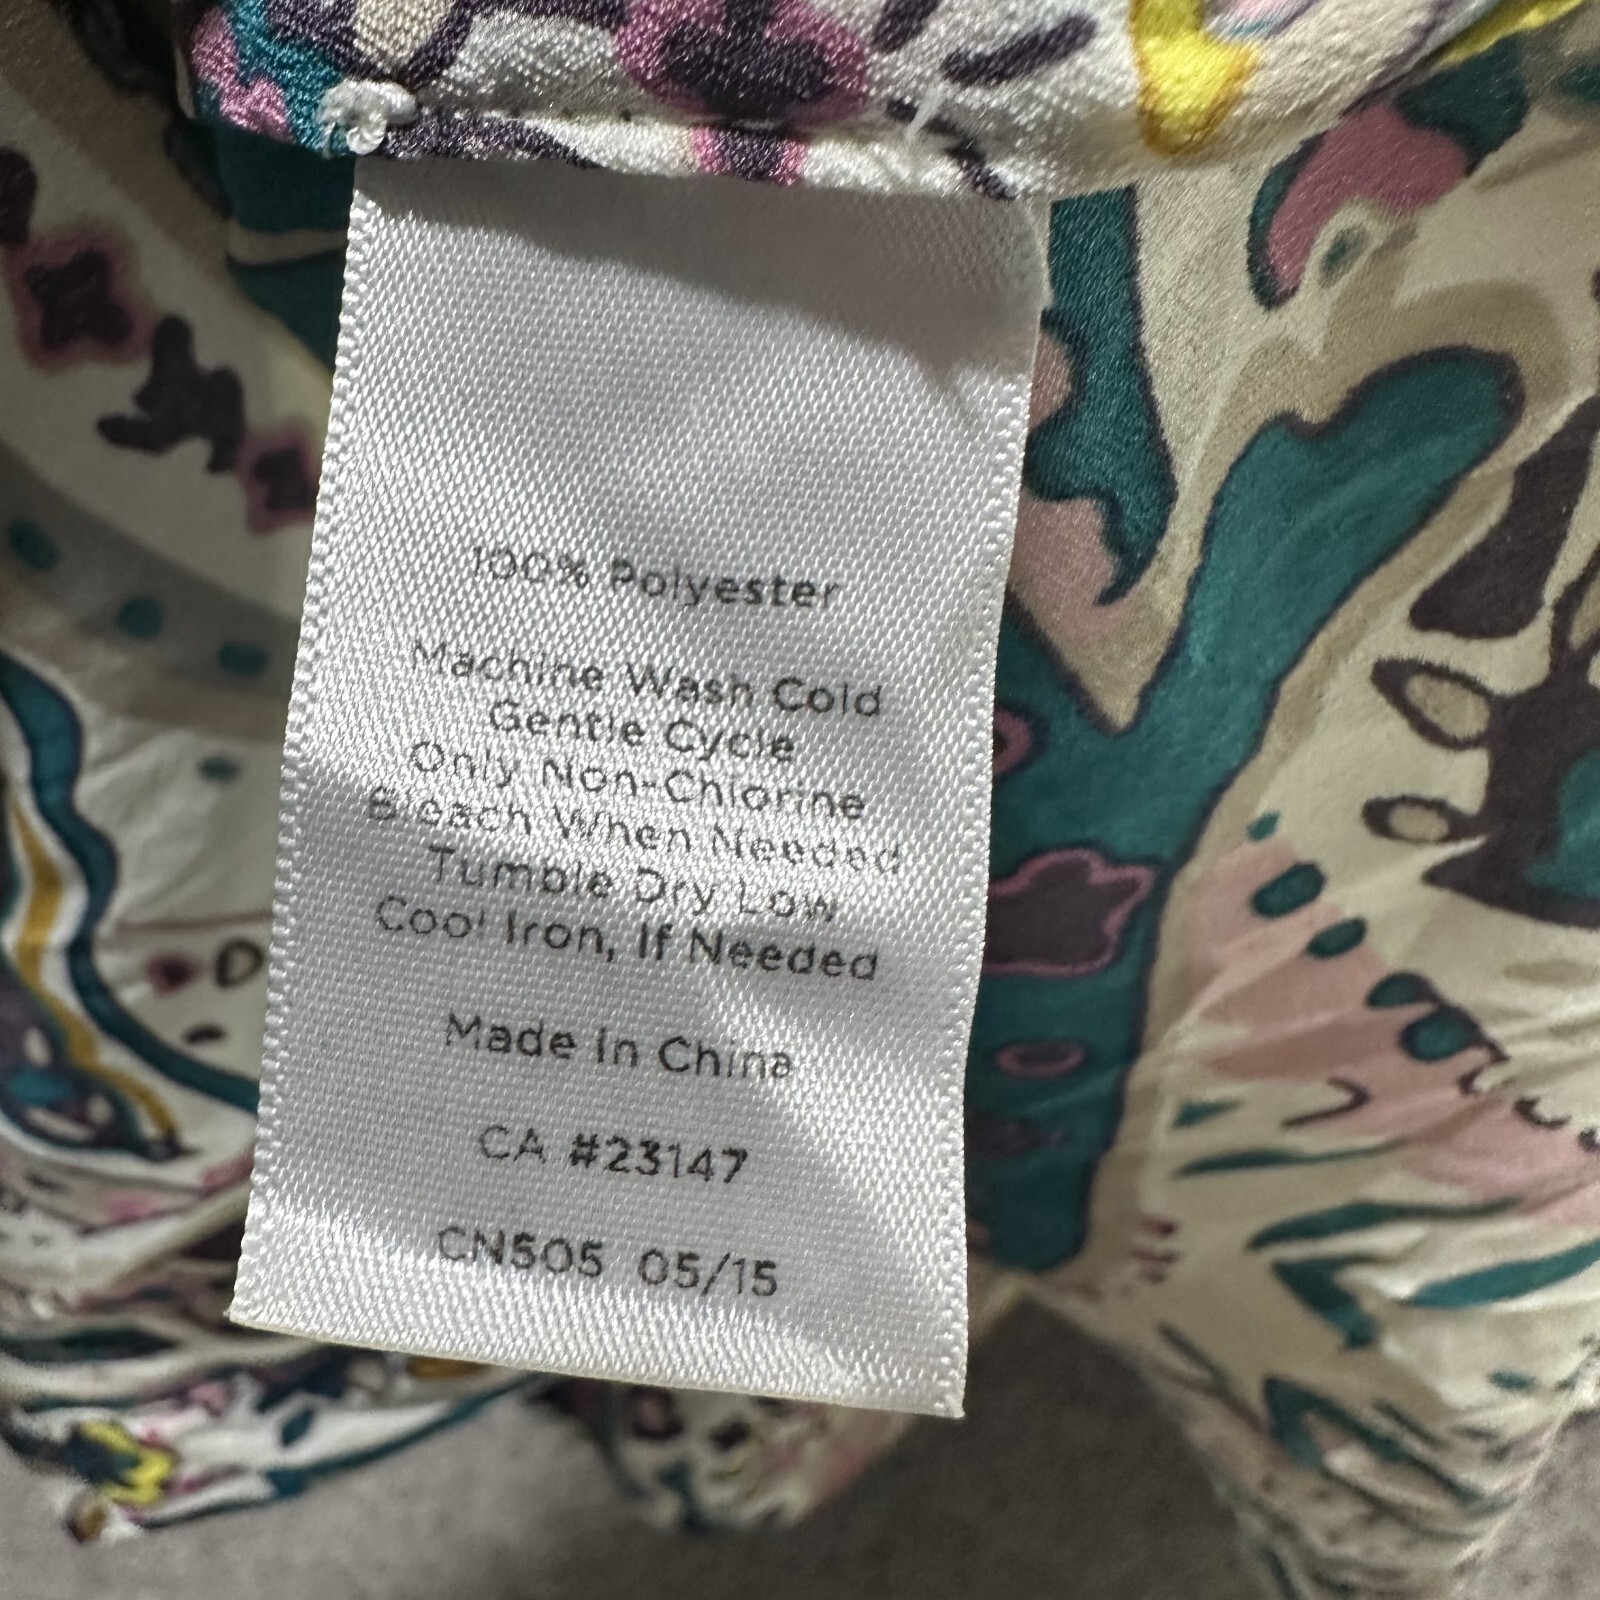 100% Polyester
Machine Wash Cold
Gentle Cycle
Only Non-Chlorine
Bleach When Needed
Tumble Dry Low
Cool Iron, If Needed
Made in China
CA #23147
CN505 05/15